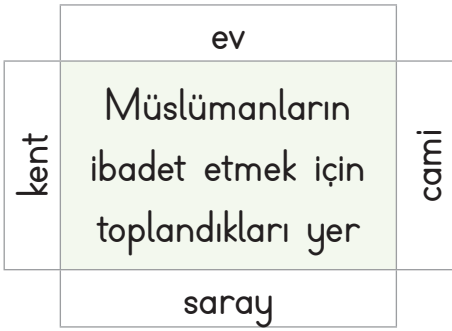 ev
kent
Müslümanların
ibadet etmek için
toplandıkları yer
cami
saray